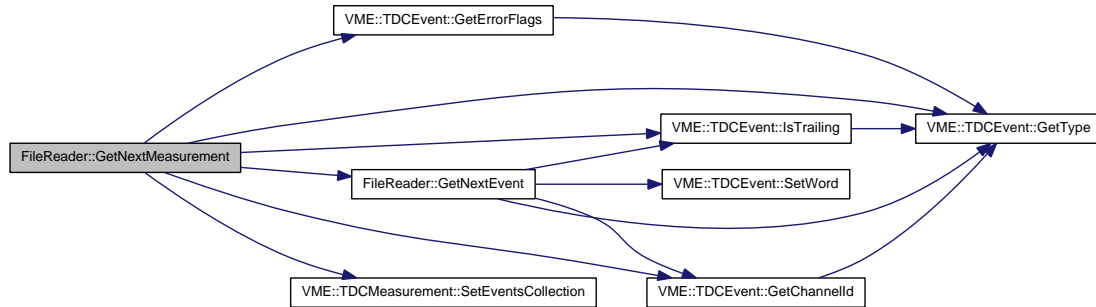 VME::TDCEvent::GetErrorFlags
VME::TDCEvent::IsTrailing
VME::TDCEvent::GetType
FileReader::GetNextMeasurement
FileReader::GetNextEvent
VME::TDCEvent::SetWord
VME::TDCMeasurement::SetEventsCollection
VME::TDCEvent::GetChannelId